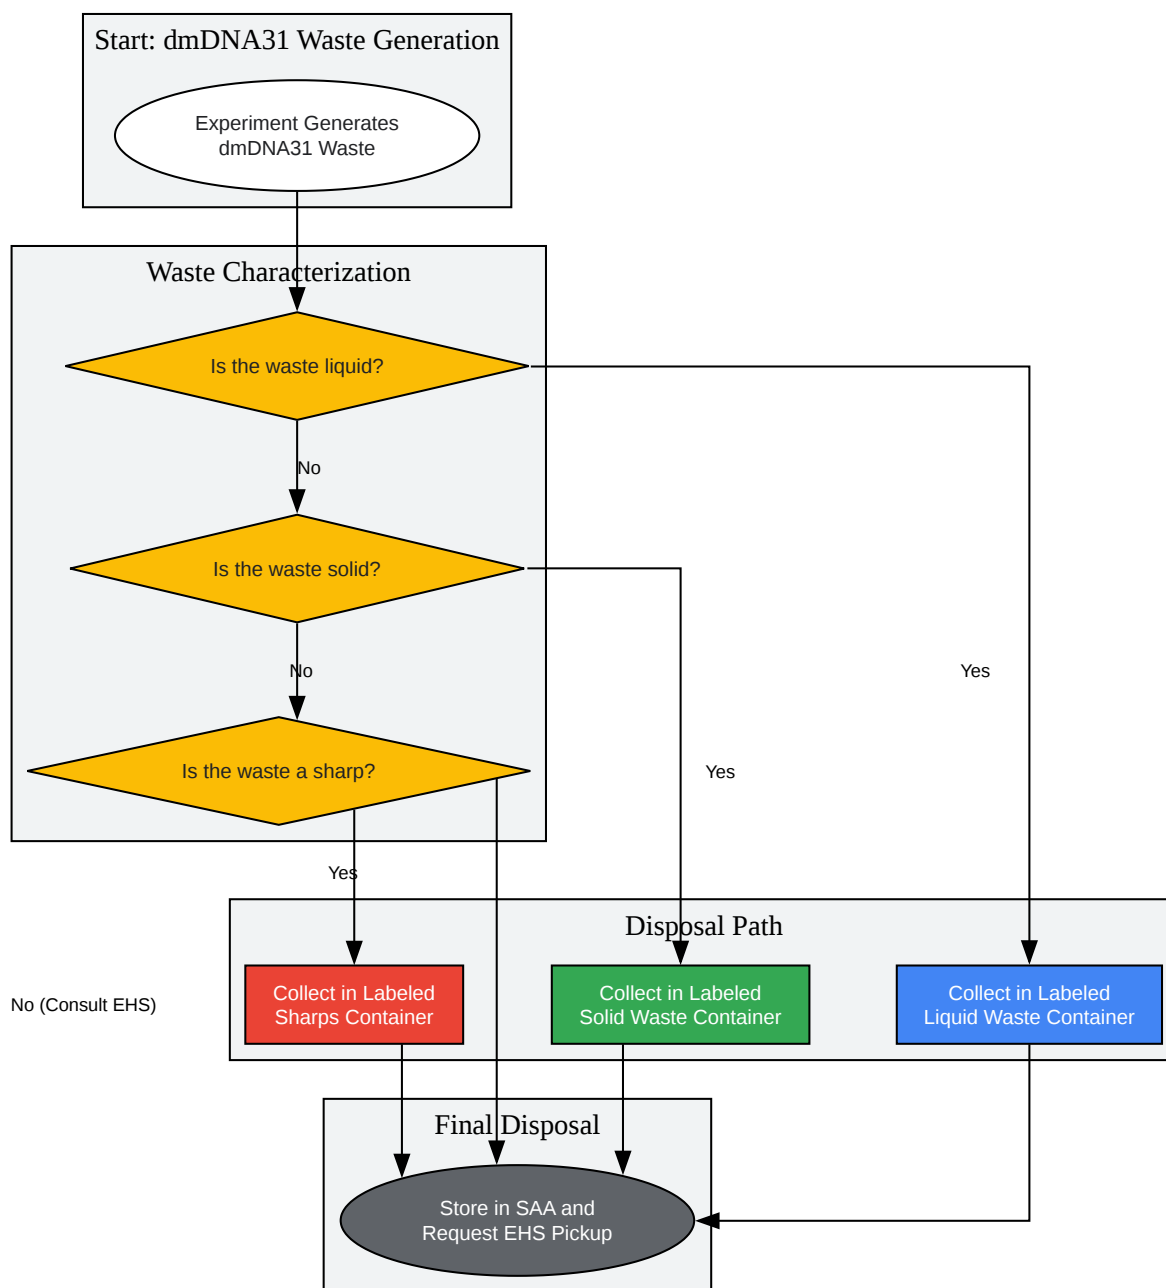 Start: dmDNA31 Waste Generation
Experiment Generates
dmDNA31 Waste
Waste Characterization
Is the waste liquid?
No
Is the waste solid?
No
Yes
Is the waste a sharp?
Yes
Yes
Disposal Path
Collect in Labeled
Sharps Container
Collect in Labeled
Solid Waste Container
Collect in Labeled
Liquid Waste Container
No (Consult EHS)
Final Disposal
Store in SAA and
Request EHS Pickup